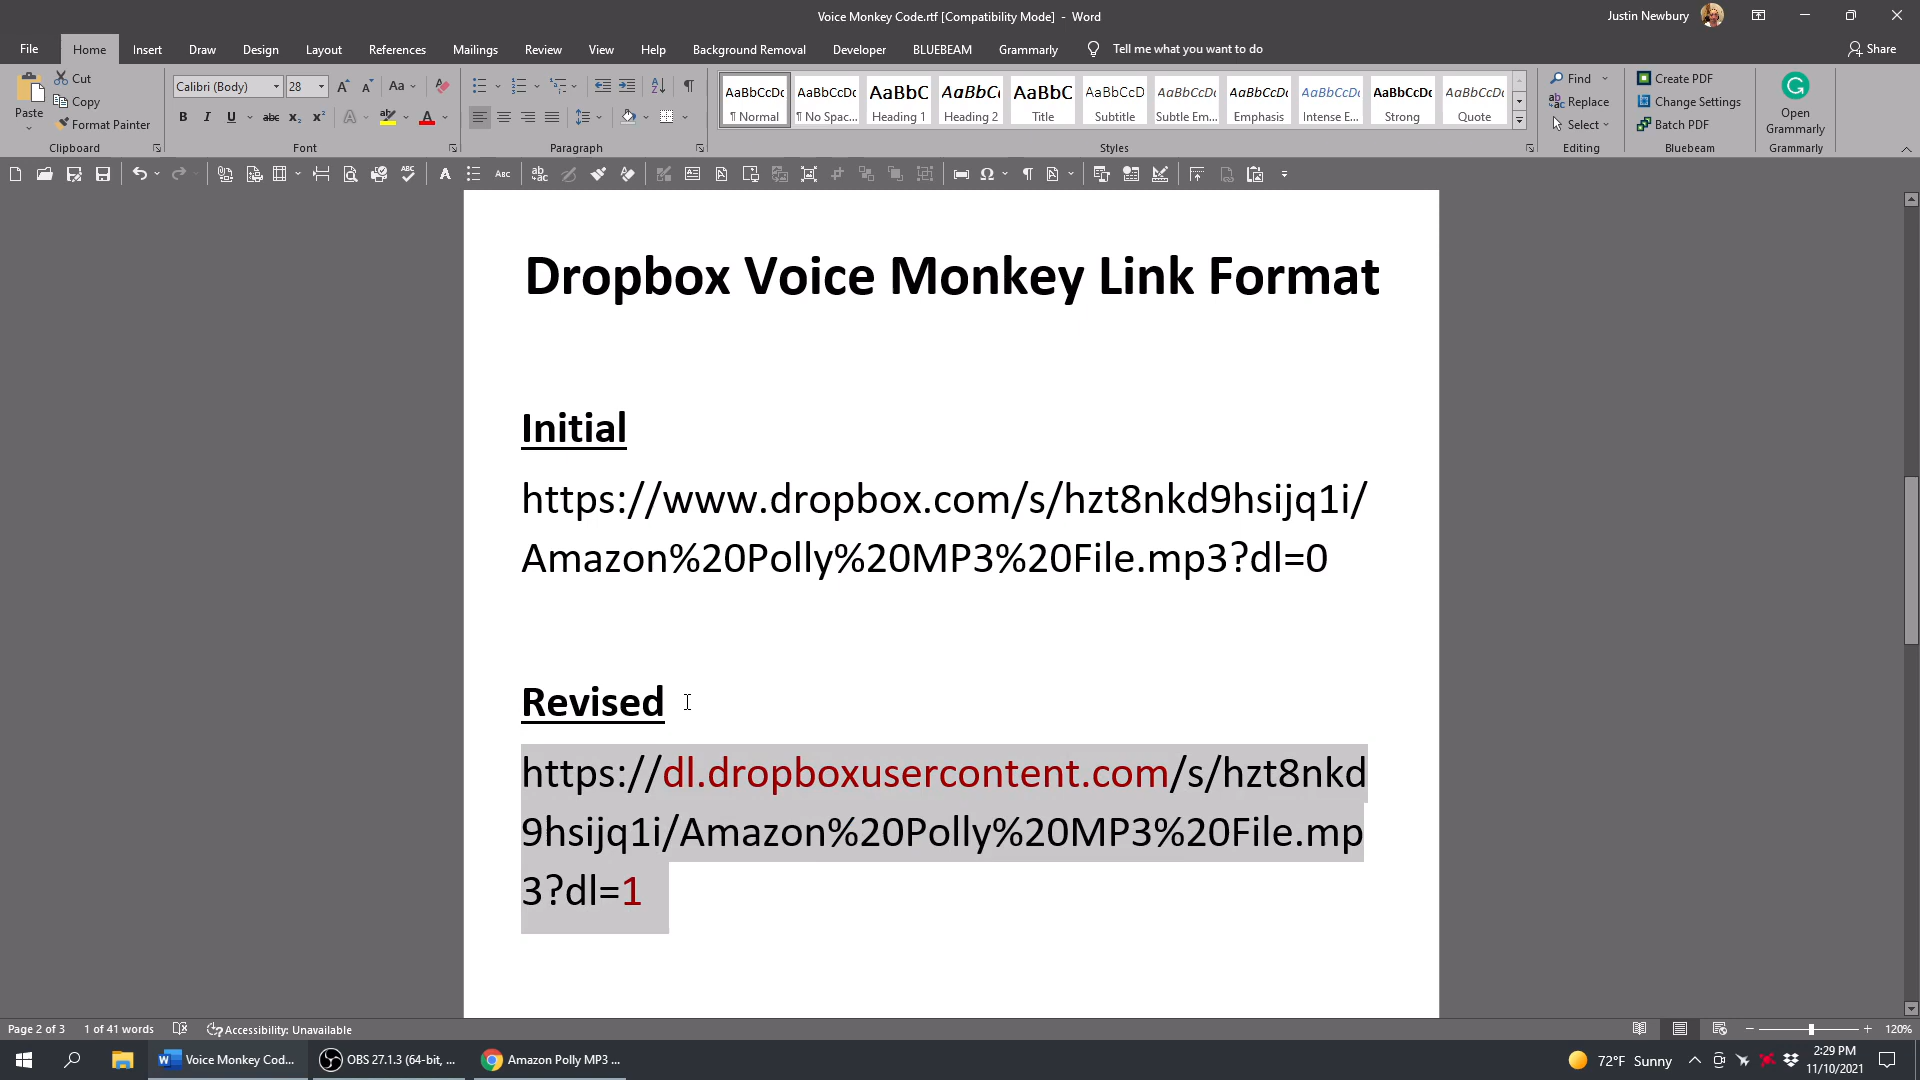 Voice Monkey Code.rtf [Compatibility Mode] - Word
Justin Newbury
File Home Insert Draw Design Layout References Mailings Review View Help Background Removal Developer BLUEBEAM Grammarly Tell me what you want to do Share
Paste
Cut
Copy
Format Painter
Clipboard
Calibri (Body) 28
Font
Paragraph
AaBbCcDc AaBbCcDc AaBbC AaBbCc AaBbC AaBbCcD AaBbCcDc AaBbCcDc AaBbCcDc AaBbCcDc AaBbCcDc
¶ Normal ¶ No Spac... Heading 1 Heading 2 Title Subtitle Subtle Em... Emphasis Intense E... Strong Quote
Styles
Find
Replace
Select
Editing
Create PDF
Change Settings
Batch PDF
Bluebeam
Open
Grammarly
Grammarly
Dropbox Voice Monkey Link Format
Initial
https://www.dropbox.com/s/hzt8nkd9hsijq1i/
Amazon%20Polly%20MP3%20File.mp3?dl=0
Revised
https://dl.dropboxusercontent.com/s/hzt8nkd
9hsijq1i/Amazon%20Polly%20MP3%20File.mp
3?dl=1
Page 2 of 3 1 of 41 words Accessibility: Unavailable 120%
Voice Monkey Cod... OBS 27.1.3 (64-bit, ... Amazon Polly MP3 ... 72°F Sunny
2:29 PM
11/10/2021